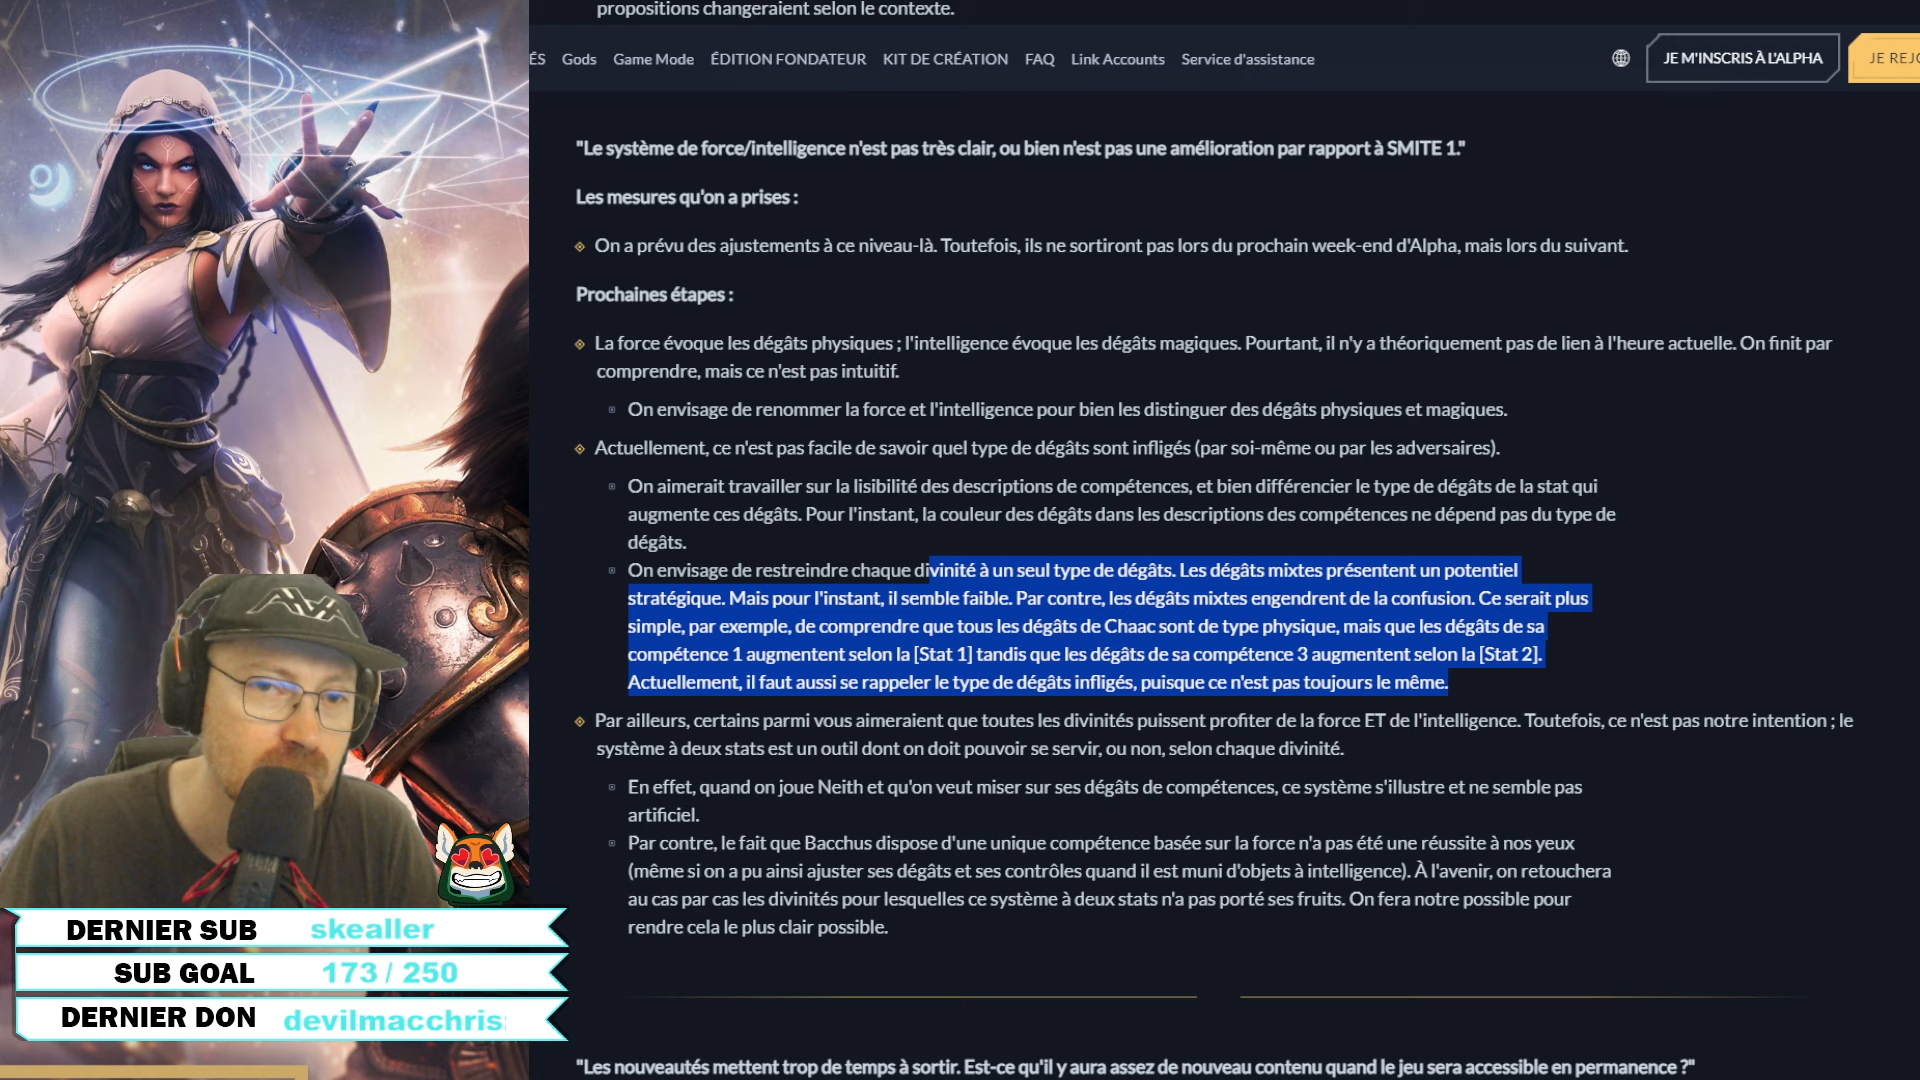 propositions changeraient selon le contexte.
ÉS Gods Game Mode ÉDITION FONDATEUR KIT DE CRÉATION FAQ Link Accounts Service d'assistance JE M'INSCRIS À L'ALPHA JE REJO
"Le système de force/intelligence n'est pas très clair, ou bien n'est pas une amélioration par rapport à SMITE 1."
Les mesures qu'on a prises :
On a prévu des ajustements à ce niveau-là. Toutefois, ils ne sortiront pas lors du prochain week-end d'Alpha, mais lors du suivant.
Prochaines étapes :
La force évoque les dégâts physiques ; l'intelligence évoque les dégâts magiques. Pourtant, il n'y a théoriquement pas de lien à l'heure actuelle. On finit par
comprendre, mais ce n'est pas intuitif.
On envisage de renommer la force et l'intelligence pour bien les distinguer des dégâts physiques et magiques.
Actuellement, ce n'est pas facile de savoir quel type de dégâts sont infligés (par soi-même ou par les adversaires).
On aimerait travailler sur la lisibilité des descriptions de compétences, et bien différencier le type de dégâts de la stat qui
augmente ces dégâts. Pour l'instant, la couleur des dégâts dans les descriptions des compétences ne dépend pas du type de
dégâts.
On envisage de restreindre chaque divinité à un seul type de dégâts. Les dégâts mixtes présentent un potentiel
stratégique. Mais pour l'instant, il semble faible. Par contre, les dégâts mixtes engendrent de la confusion. Ce serait plus
simple, par exemple, de comprendre que tous les dégâts de Chaac sont de type physique, mais que les dégâts de sa
compétence 1 augmentent selon la [Stat 1] tandis que les dégâts de sa compétence 3 augmentent selon la [Stat 2].
Actuellement, il faut aussi se rappeler le type de dégâts infligés, puisque ce n'est pas toujours le même.
Par ailleurs, certains parmi vous aimeraient que toutes les divinités puissent profiter de la force ET de l'intelligence. Toutefois, ce n'est pas notre intention ; le
système à deux stats est un outil dont on doit pouvoir se servir, ou non, selon chaque divinité.
En effet, quand on joue Neith et qu'on veut miser sur ses dégâts de compétences, ce système s'illustre et ne semble pas
artificiel.
Par contre, le fait que Bacchus dispose d'une unique compétence basée sur la force n'a pas été une réussite à nos yeux
(même si on a pu ainsi ajuster ses dégâts et ses contrôles quand il est muni d'objets à intelligence). À l'avenir, on retouchera
au cas par cas les divinités pour lesquelles ce système à deux stats n'a pas porté ses fruits. On fera notre possible pour
rendre cela le plus clair possible.
DERNIER SUB skealler
SUB GOAL 173 / 250
DERNIER DON devilmacchris
"Les nouveautés mettent trop de temps à sortir. Est-ce qu'il y aura assez de nouveau contenu quand le jeu sera accessible en permanence ?"